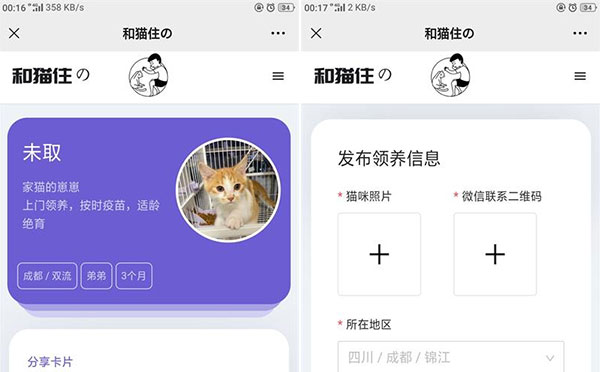 00:16 4G 358 KB/s 34
和猫住の
和猫住の
未取
家猫的崽崽
上门领养，按时疫苗，适龄
绝育
成都 / 双流 弟弟 3个月
分享卡片
00:17 4G 2 KB/s 34
和猫住の
和猫住の
发布领养信息
* 猫咪照片 * 微信联系二维码
* 所在地区
四川 / 成都 / 锦江